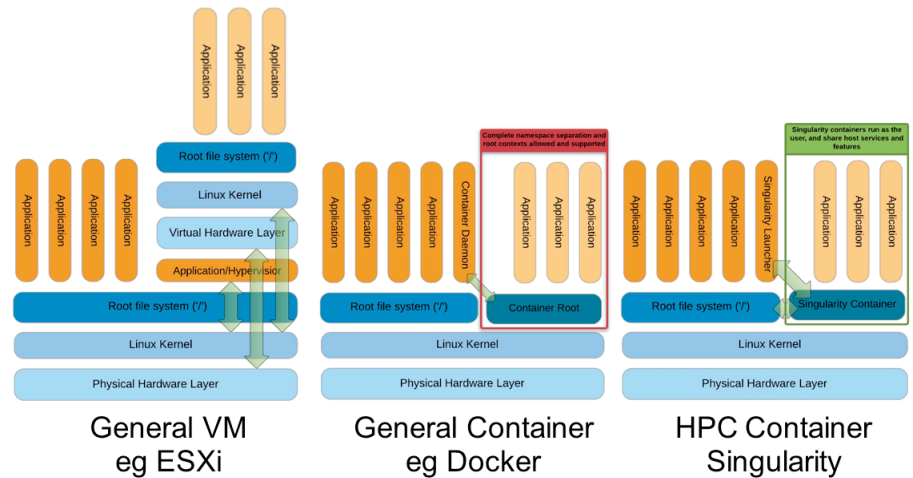 Application
Application
Application
Root file system ('/')
Linux Kernel
Virtual Hardware Layer
Application/Hypervisior
Application
Application
Application
Application
Root file system ('/')
Linux Kernel
Physical Hardware Layer
General VM
eg ESXi
Complete namespace separation and
root contexts allowed and supported
Application
Application
Application
Application
Container Daemon
Application
Application
Application
Root file system ('/')
Container Root
Linux Kernel
Physical Hardware Layer
General Container
eg Docker
Singularity containers run as the
user, and share host services and
features
Application
Application
Application
Application
Singularity Launcher
Application
Application
Application
Root file system ('/')
Singularity Container
Linux Kernel
Physical Hardware Layer
HPC Container
Singularity